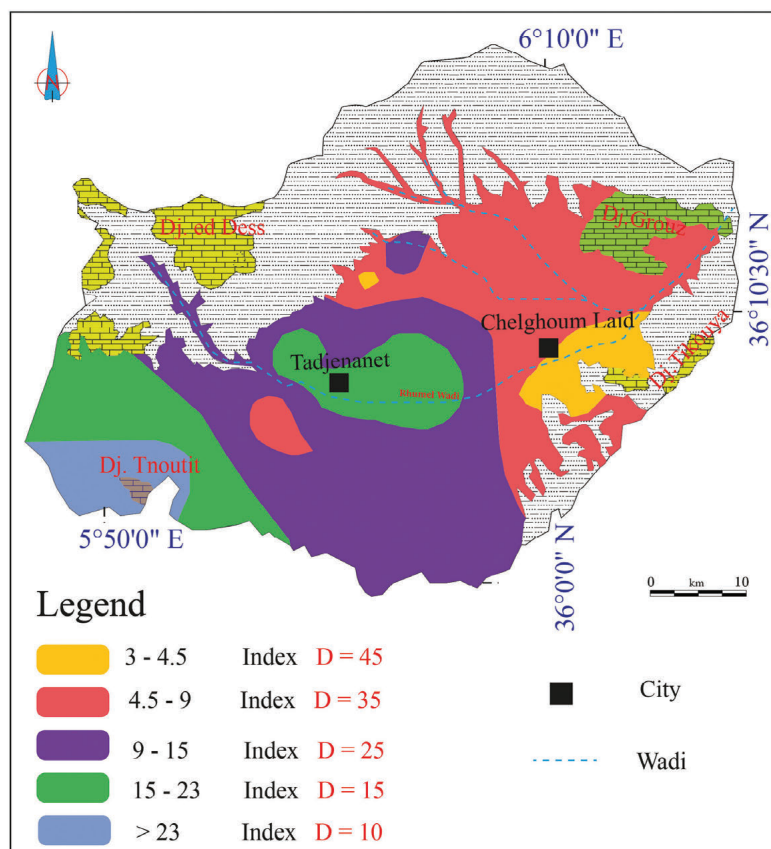 6°10'0" E
N
Dj. ed Dess
Dj Grouz
36°10'30" N
Chelghoum Laid
Tadjenanet
Rhumel Wadi
Dj. Tnoutit
5°50'0" E
36°0'0" N
0 km 10
Legend
3 - 4.5 Index D = 45
4.5 - 9 Index D = 35
9 - 15 Index D = 25
15 - 23 Index D = 15
> 23 Index D = 10
City
Wadi